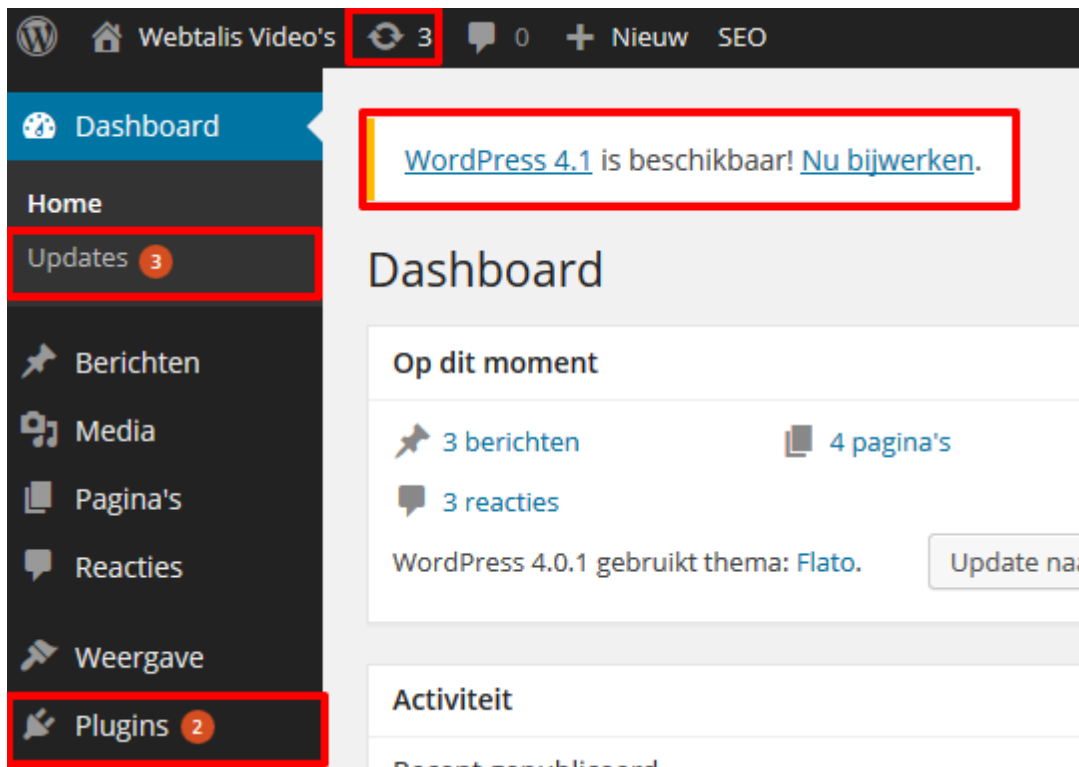 Webtalis Video's 3 0 + Nieuw SEO
Dashboard
Home
Updates 3
Berichten
Media
Pagina's
Reacties
Weergave
Plugins 2
WordPress 4.1 is beschikbaar! Nu bijwerken.
Dashboard
Op dit moment
3 berichten 4 pagina's
3 reacties
WordPress 4.0.1 gebruikt thema: Flato. Update
Activiteit